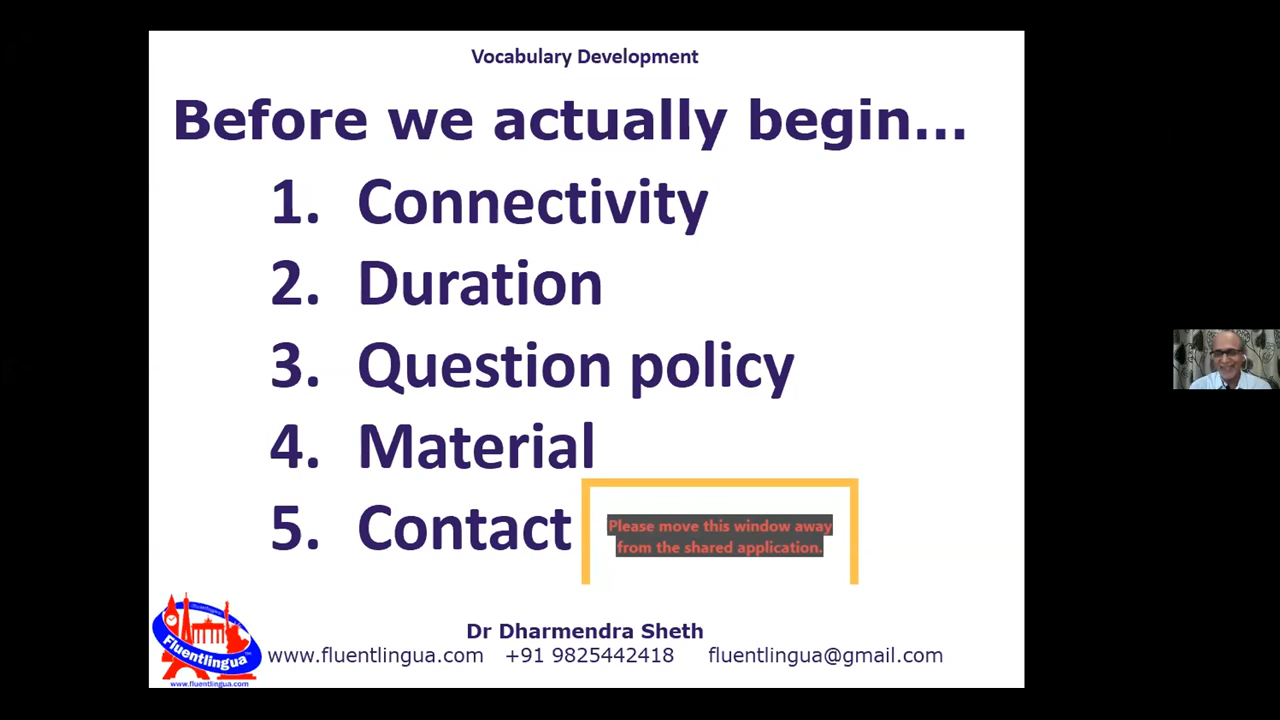 Vocabulary Development
Before we actually begin...
1. Connectivity
2. Duration
3. Question policy
4. Material
5. Contact
Please move this window away
from the shared application.
Fluentlingua
www.fluentlingua.com
Dr Dharmendra Sheth
www.fluentlingua.com +91 9825442418 fluentlingua@gmail.com